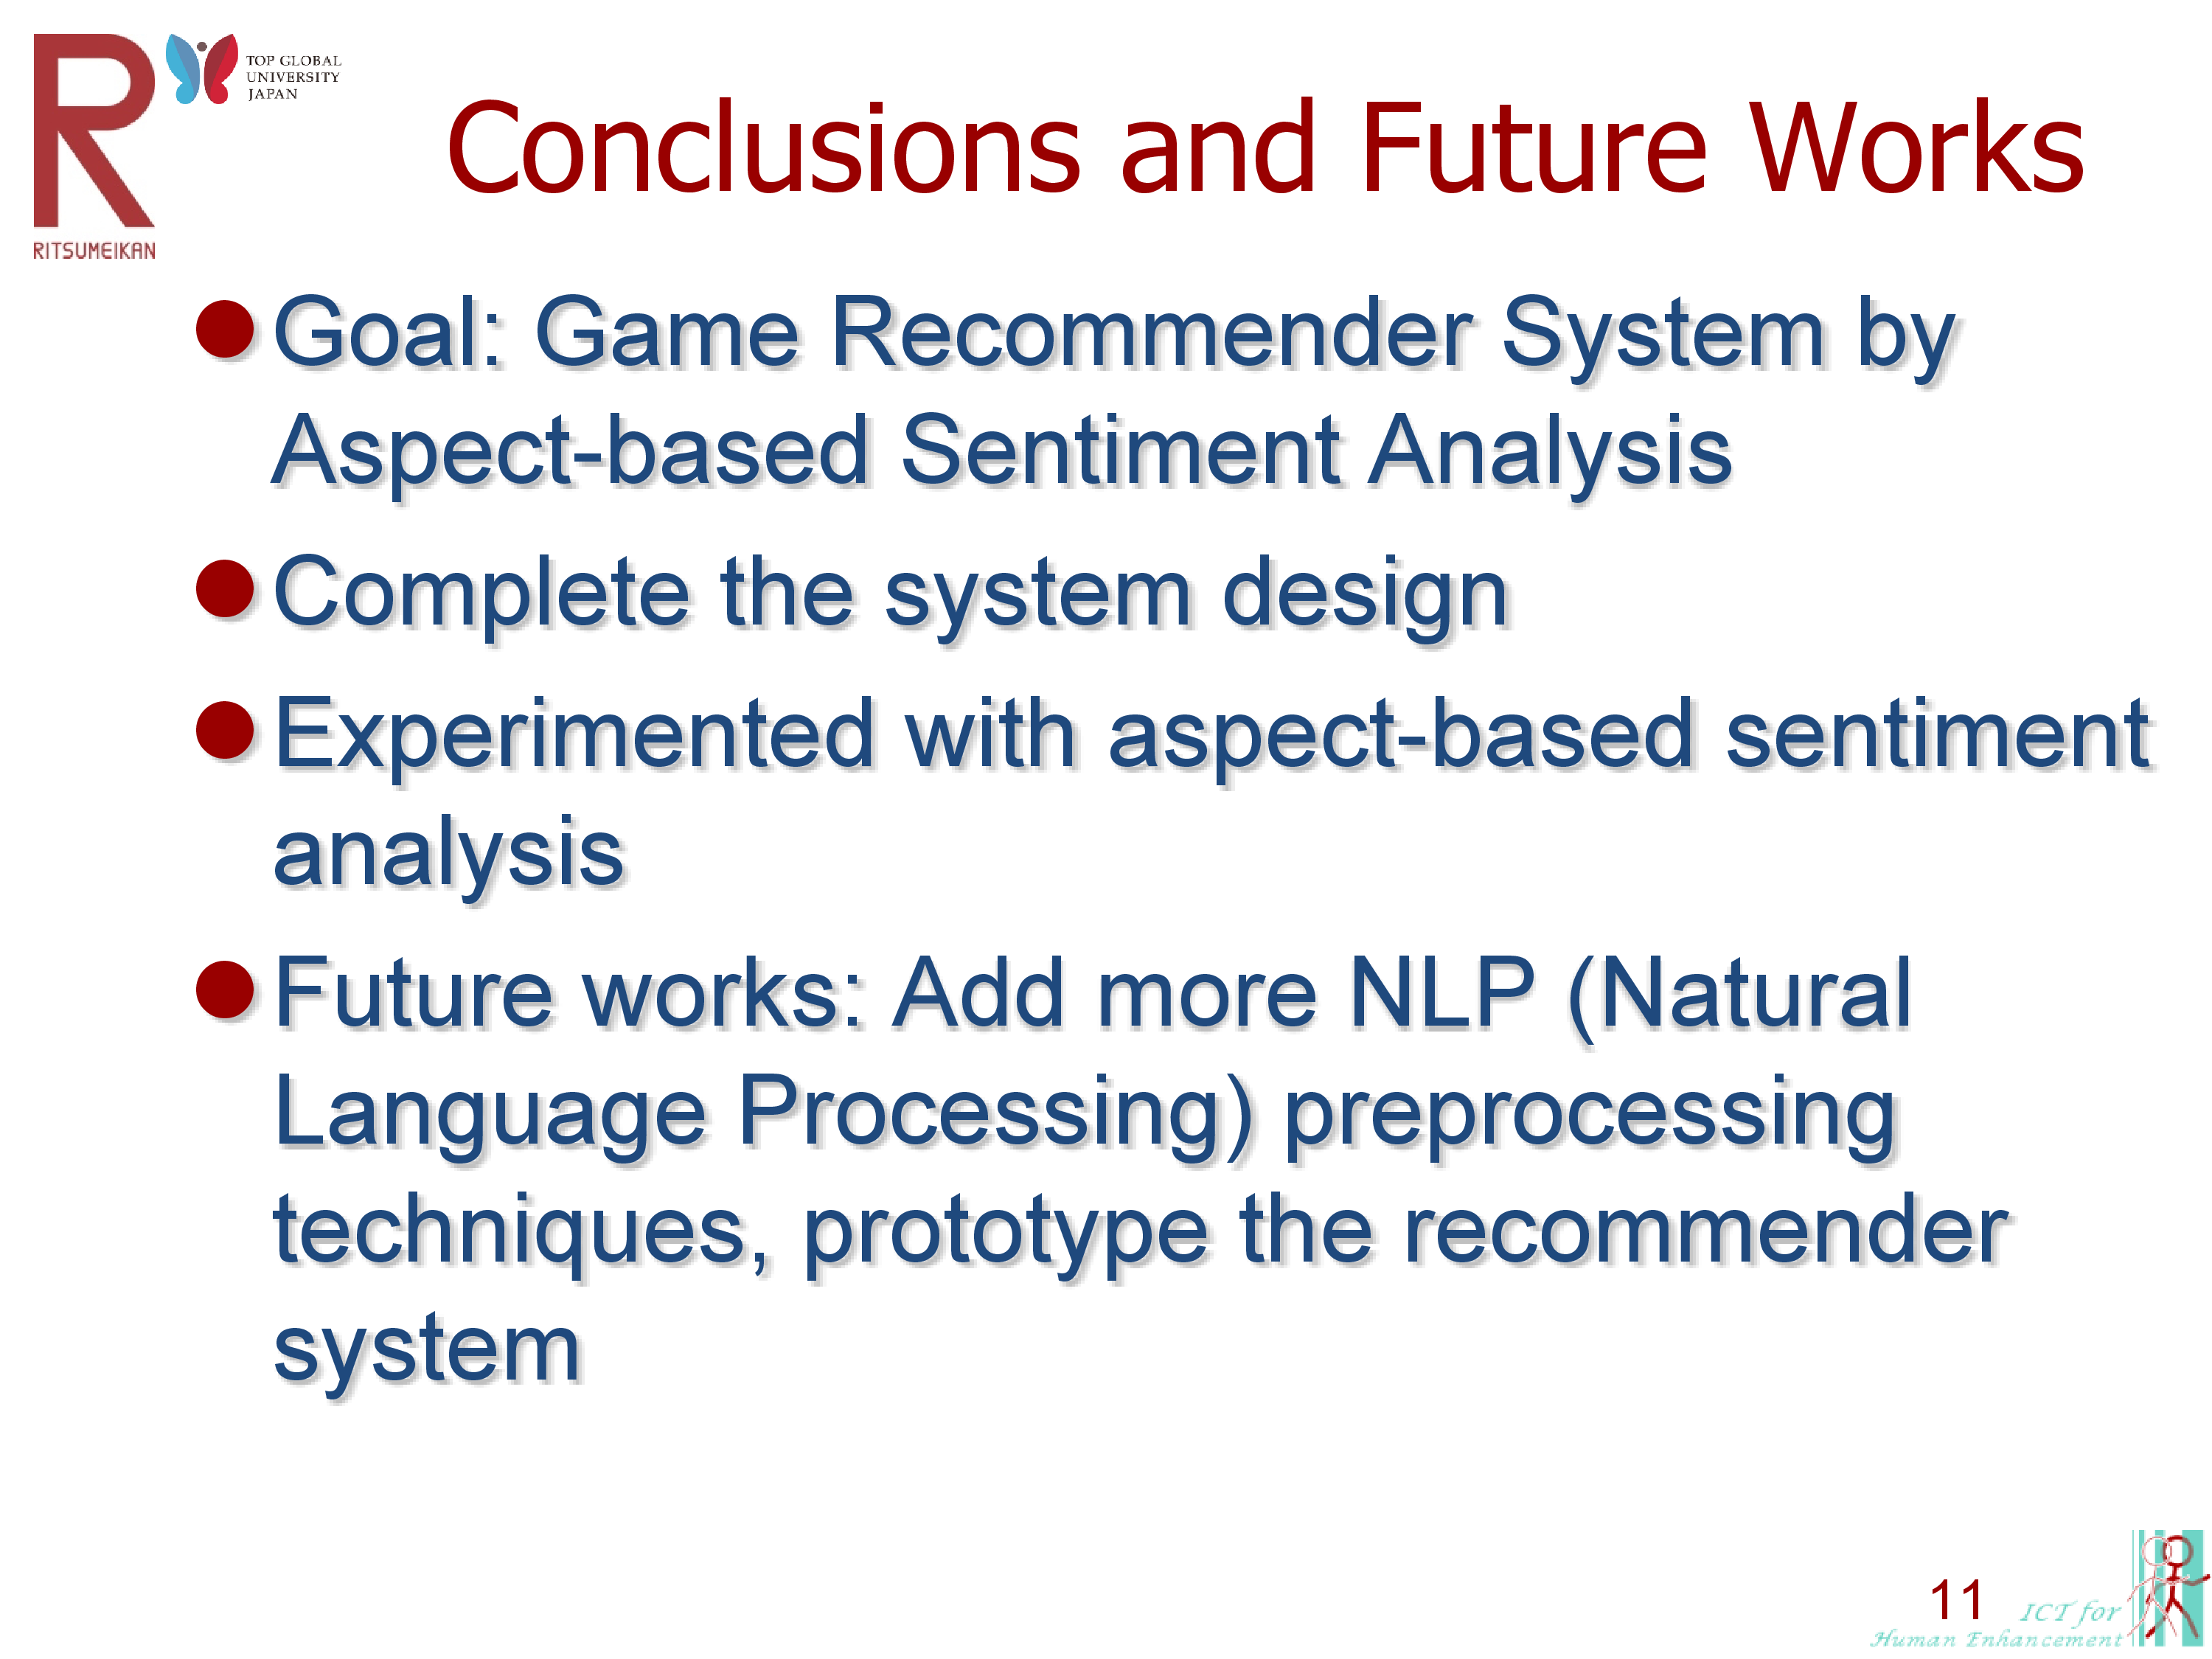 TOP GLOBAL
UNIVERSITY
JAPAN
RITSUMEIKAN
Conclusions and Future Works
Goal: Game Recommender System by
Aspect-based Sentiment Analysis
Complete the system design
Experimented with aspect-based sentiment
analysis
Future works: Add more NLP (Natural
Language Processing) preprocessing
techniques, prototype the recommender
system
11
ICT for
Human Enhancement